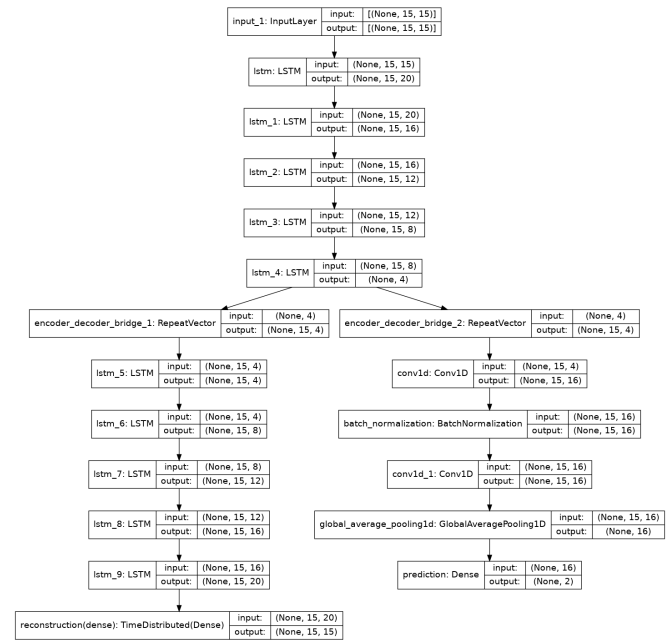 input_1: InputLayer input: [(None, 15, 15)]
output: [(None, 15, 15)]
lstm: LSTM input: (None, 15, 15)
output: (None, 15, 20)
lstm_1: LSTM input: (None, 15, 20)
output: (None, 15, 16)
lstm_2: LSTM input: (None, 15, 16)
output: (None, 15, 12)
lstm_3: LSTM input: (None, 15, 12)
output: (None, 15, 8)
lstm_4: LSTM input: (None, 15, 8)
output: (None, 4)
encoder_decoder_bridge_1: RepeatVector input: (None, 4)
output: (None, 15, 4)
lstm_5: LSTM input: (None, 15, 4)
output: (None, 15, 4)
lstm_6: LSTM input: (None, 15, 4)
output: (None, 15, 8)
lstm_7: LSTM input: (None, 15, 8)
output: (None, 15, 12)
lstm_8: LSTM input: (None, 15, 12)
output: (None, 15, 16)
lstm_9: LSTM input: (None, 15, 16)
output: (None, 15, 20)
reconstruction(dense): TimeDistributed(Dense) input: (None, 15, 20)
output: (None, 15, 15)
encoder_decoder_bridge_2: RepeatVector input: (None, 4)
output: (None, 15, 4)
conv1d: Conv1D input: (None, 15, 4)
output: (None, 15, 16)
batch_normalization: BatchNormalization input: (None, 15, 16)
output: (None, 15, 16)
conv1d_1: Conv1D input: (None, 15, 16)
output: (None, 15, 16)
global_average_pooling1d: GlobalAveragePooling1D input: (None, 15, 16)
output: (None, 16)
prediction: Dense input: (None, 16)
output: (None, 2)